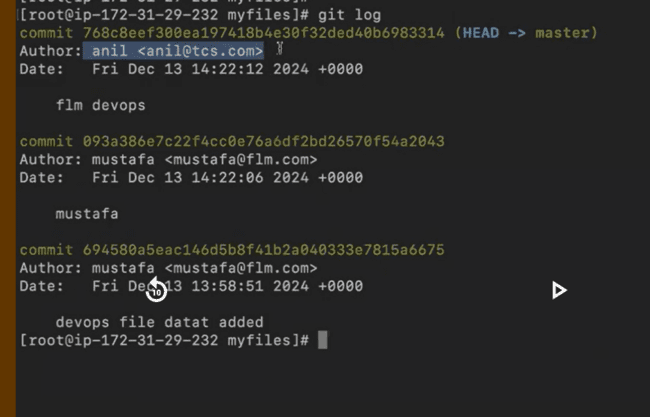 [root@ip-172-31-29-232 myfiles]# git log
commit 768c8eef300ea197418b4e30f32ded40b6983314 (HEAD -> master)
Author: anil <anil@tcs.com>
Date:   Fri Dec 13 14:22:12 2024 +0000
flm devops
commit 093a386e7c22f4cc0e76a6df2bd26570f54a2043
Author: mustafa <mustafa@flm.com>
Date:   Fri Dec 13 14:22:06 2024 +0000
mustafa
commit 694580a5eac146d5b8f41b2a040333e7815a6675
Author: mustafa <mustafa@flm.com>
Date:   Fri Dec 13 13:58:51 2024 +0000
10
devops file datat added
[root@ip-172-31-29-232 myfiles]#